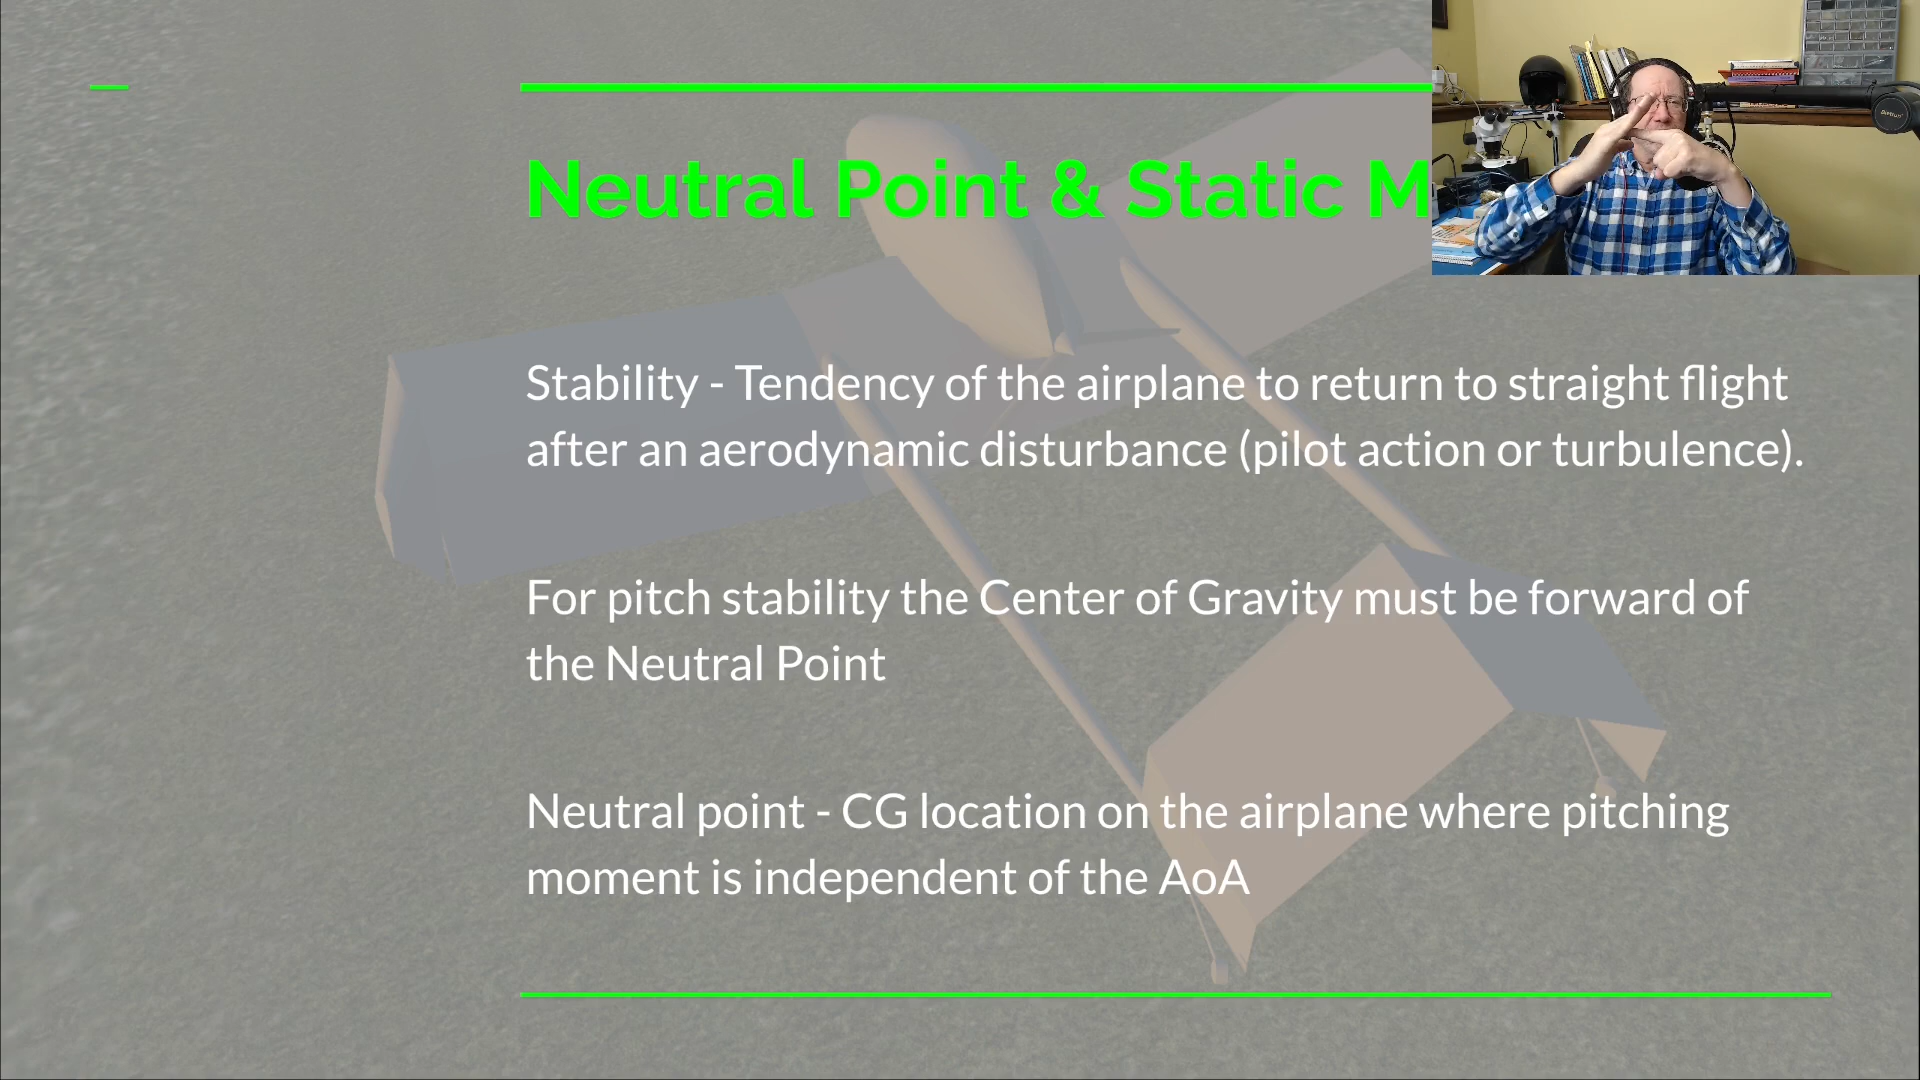 Neutral Point & Static M
Stability - Tendency of the airplane to return to straight flight
after an aerodynamic disturbance (pilot action or turbulence).
For pitch stability the Center of Gravity must be forward of
the Neutral Point
Neutral point - CG location on the airplane where pitching
moment is independent of the AoA